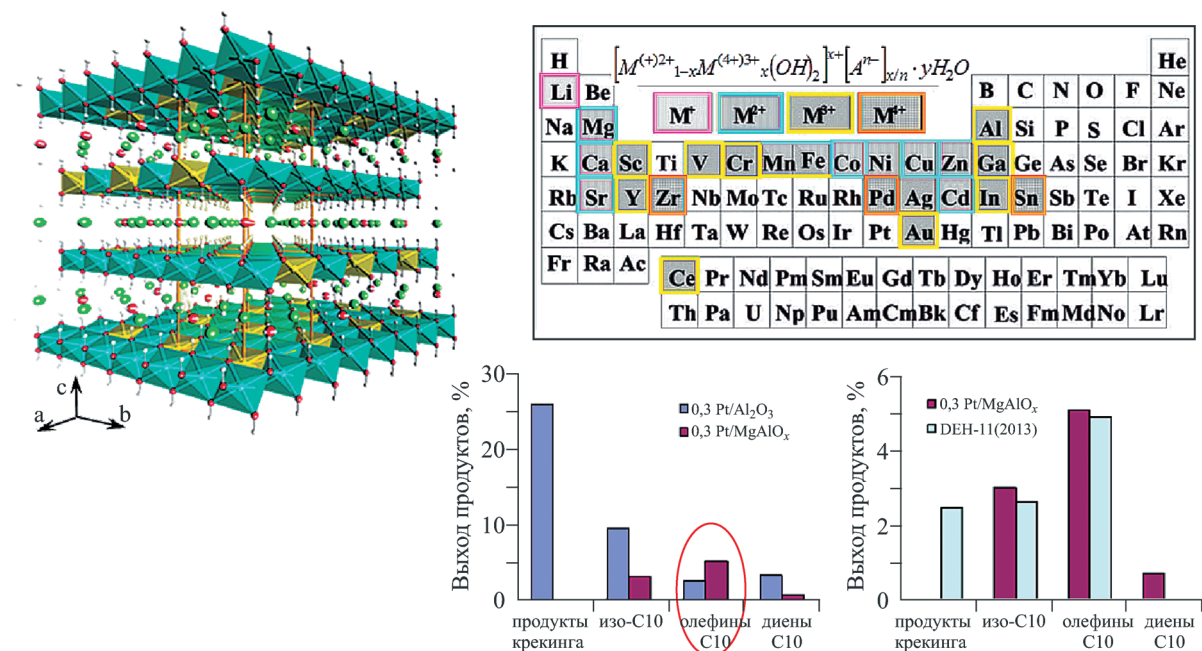 c
a
b
[M⁽⁺⁾²⁺₁₋ₓM⁽⁴⁺⁾³⁺ₓ(OH)₂]ˣ⁺[Aⁿ⁻]ₓ/ₙ · yH₂O
M⁺ M²⁺ M³⁺ M⁴⁺
H He
Li Be B C N O F Ne
Na Mg Al Si P S Cl Ar
K Ca Sc Ti V Cr Mn Fe Co Ni Cu Zn Ga Ge As Se Br Kr
Rb Sr Y Zr Nb Mo Tc Ru Rh Pd Ag Cd In Sn Sb Te I Xe
Cs Ba La Hf Ta W Re Os Ir Pt Au Hg Tl Pb Bi Po At Rn
Fr Ra Ac
Ce Pr Nd Pm Sm Eu Gd Tb Dy Ho Er Tm Yb Lu
Th Pa U Np Pu Am Cm Bk Cf Es Fm Md No Lr
Выход продуктов, %
30
20
10
0
0,3 Pt/Al₂O₃
0,3 Pt/MgAlOₓ
продукты крекинга
изо-С10
олефины С10
диены С10
Выход продуктов, %
6
4
2
0
0,3 Pt/MgAlOₓ
DEH-11(2013)
продукты крекинга
изо-С10
олефины С10
диены С10